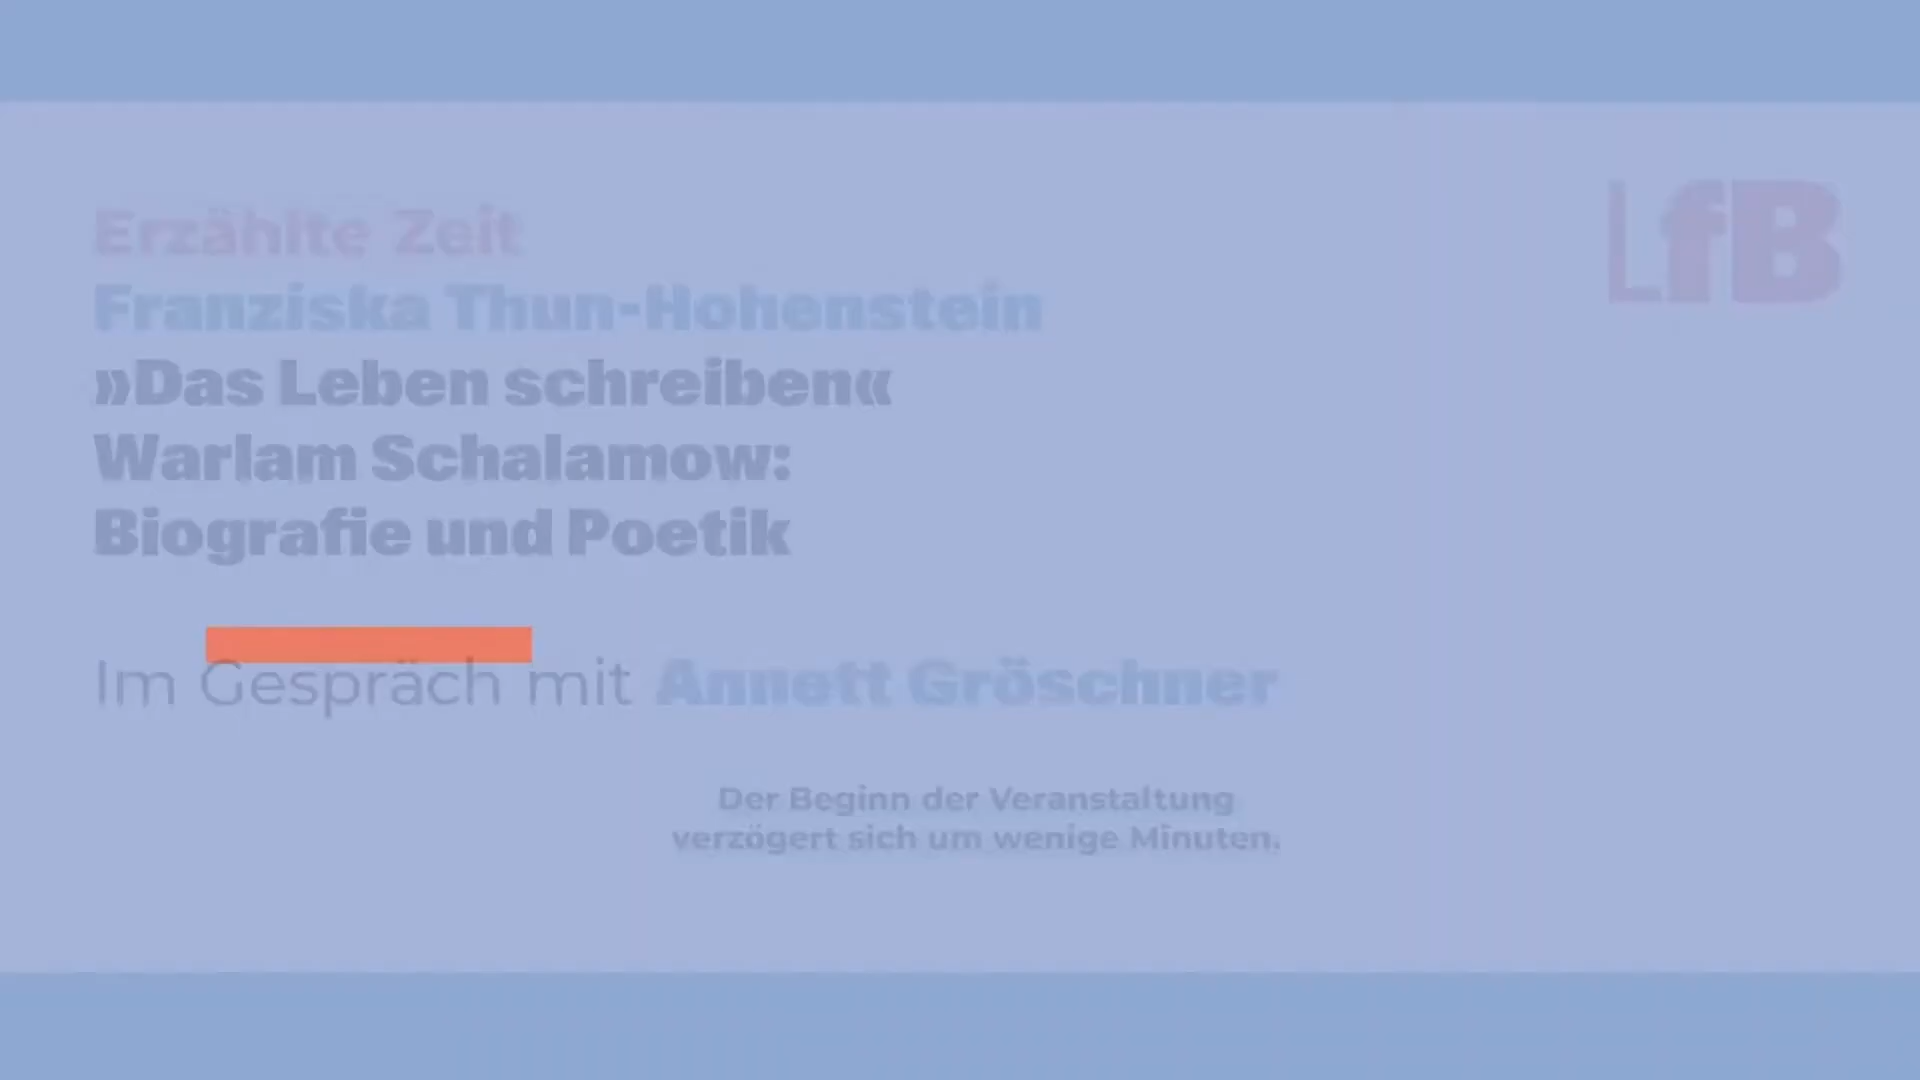 Erzählte Zeit
LfB
Franziska Thun-Hohenstein
»Das Leben schreiben«
Warlam Schalamow:
Biografie und Poetik
Im Gespräch mit Annett Gröschner
Der Beginn der Veranstaltung
verzögert sich um wenige Minuten.